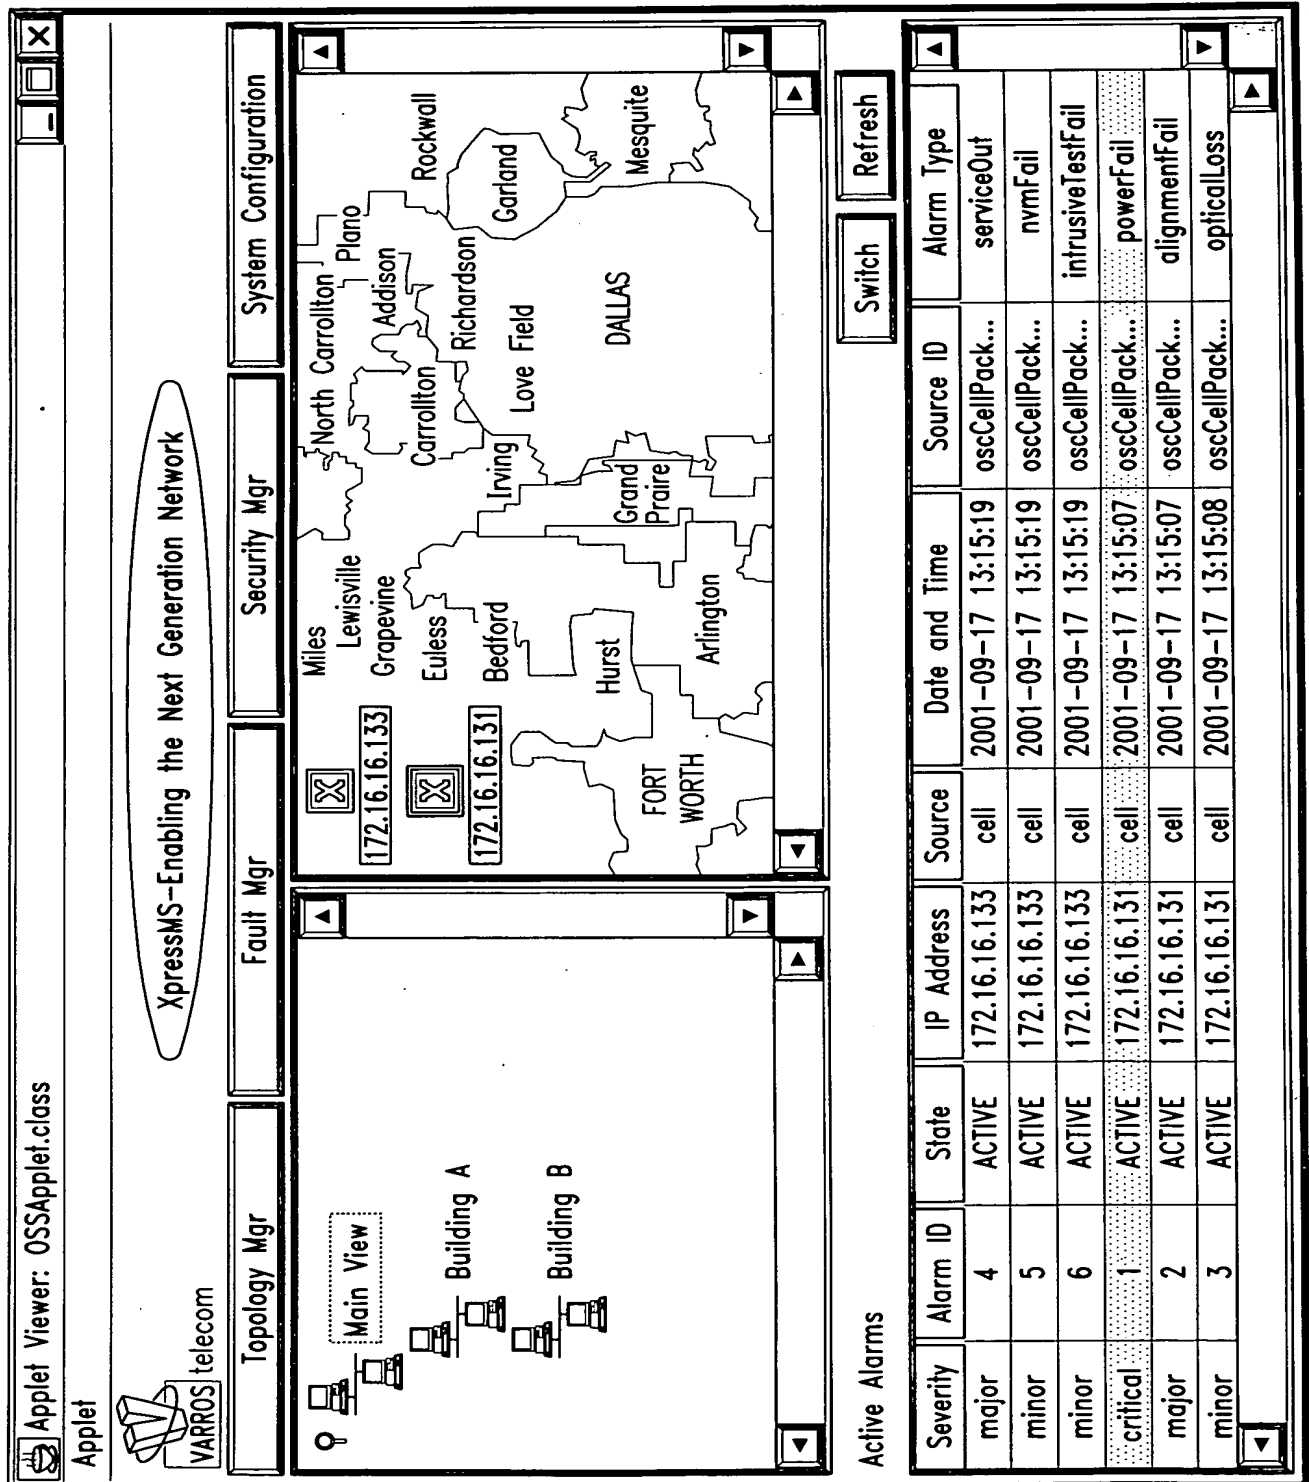 Applet Viewer: OSSApplet.class
Applet
VARROS telecom
XpressMS-Enabling the Next Generation Network
Topology Mgr
Fault Mgr
Security Mgr
System Configuration
Main View
Building A
Building B
172.16.16.133
172.16.16.131
Miles
Lewisville
Grapevine
Euless
Bedford
Hurst
FORT
WORTH
Arlington
Grand
Praire
Irving
North Carrollton
Carrollton
Plano
Addison
Richardson
Love Field
DALLAS
Rockwall
Garland
Mesquite
Active Alarms
Switch
Refresh
Severity Alarm ID State IP Address Source Date and Time Source ID Alarm Type
major 4 ACTIVE 172.16.16.133 cell 2001-09-17 13:15:19 oscCellPack... serviceOut
minor 5 ACTIVE 172.16.16.133 cell 2001-09-17 13:15:19 oscCellPack... nvmFail
minor 6 ACTIVE 172.16.16.133 cell 2001-09-17 13:15:19 oscCellPack... intrusiveTestFail
critical 1 ACTIVE 172.16.16.131 cell 2001-09-17 13:15:07 oscCellPack... powerFail
major 2 ACTIVE 172.16.16.131 cell 2001-09-17 13:15:07 oscCellPack... alignmentFail
minor 3 ACTIVE 172.16.16.131 cell 2001-09-17 13:15:08 oscCellPack... opticalLoss